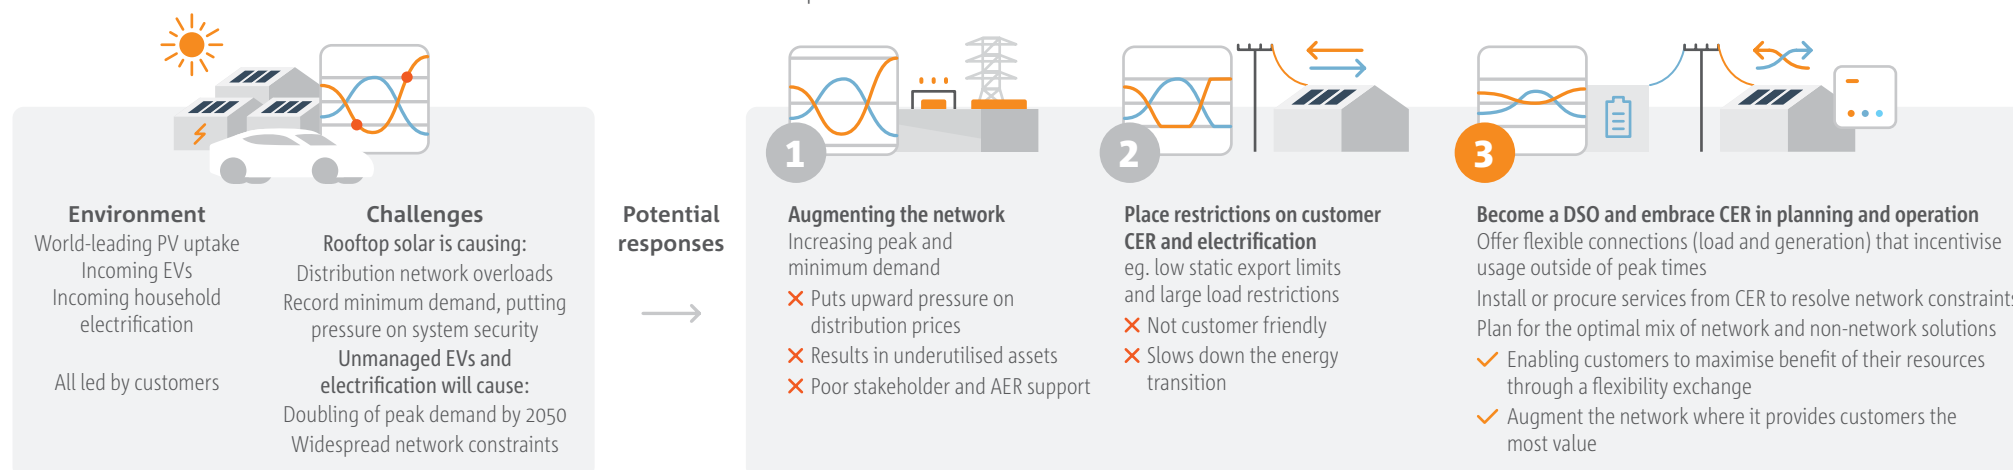 Environment
World-leading PV uptake
Incoming EVs
Incoming household
electrification
All led by customers
Challenges
Rooftop solar is causing:
Distribution network overloads
Record minimum demand, putting
pressure on system security
Unmanaged EVs and
electrification will cause:
Doubling of peak demand by 2050
Widespread network constraints
Potential
responses
1
Augmenting the network
Increasing peak and
minimum demand
Puts upward pressure on
distribution prices
Results in underutilised assets
Poor stakeholder and AER support
2
Place restrictions on customer
CER and electrification
eg. low static export limits
and large load restrictions
Not customer friendly
Slows down the energy
transition
3
Become a DSO and embrace CER in planning and operation
Offer flexible connections (load and generation) that incentivise
usage outside of peak times
Install or procure services from CER to resolve network constraints
Plan for the optimal mix of network and non-network solutions
Enabling customers to maximise benefit of their resources
through a flexibility exchange
Augment the network where it provides customers the
most value